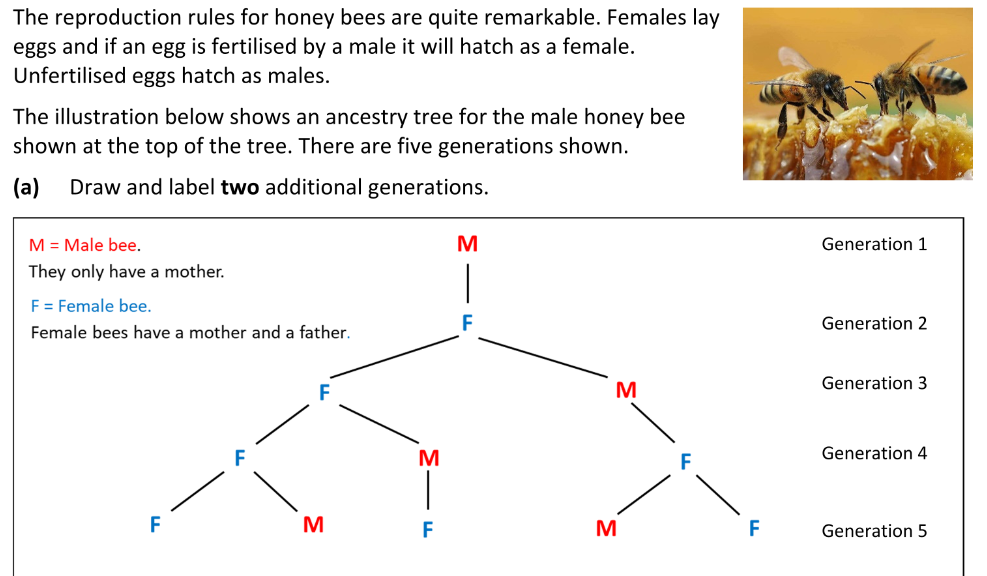 The reproduction rules for honey bees are quite remarkable. Females lay
eggs and if an egg is fertilised by a male it will hatch as a female.
Unfertilised eggs hatch as males.
The illustration below shows an ancestry tree for the male honey bee
shown at the top of the tree. There are five generations shown.
(a) Draw and label two additional generations.
M = Male bee.
They only have a mother.
F = Female bee.
Female bees have a mother and a father.
M Generation 1
F Generation 2
F M Generation 3
F M F Generation 4
F M F M F Generation 5